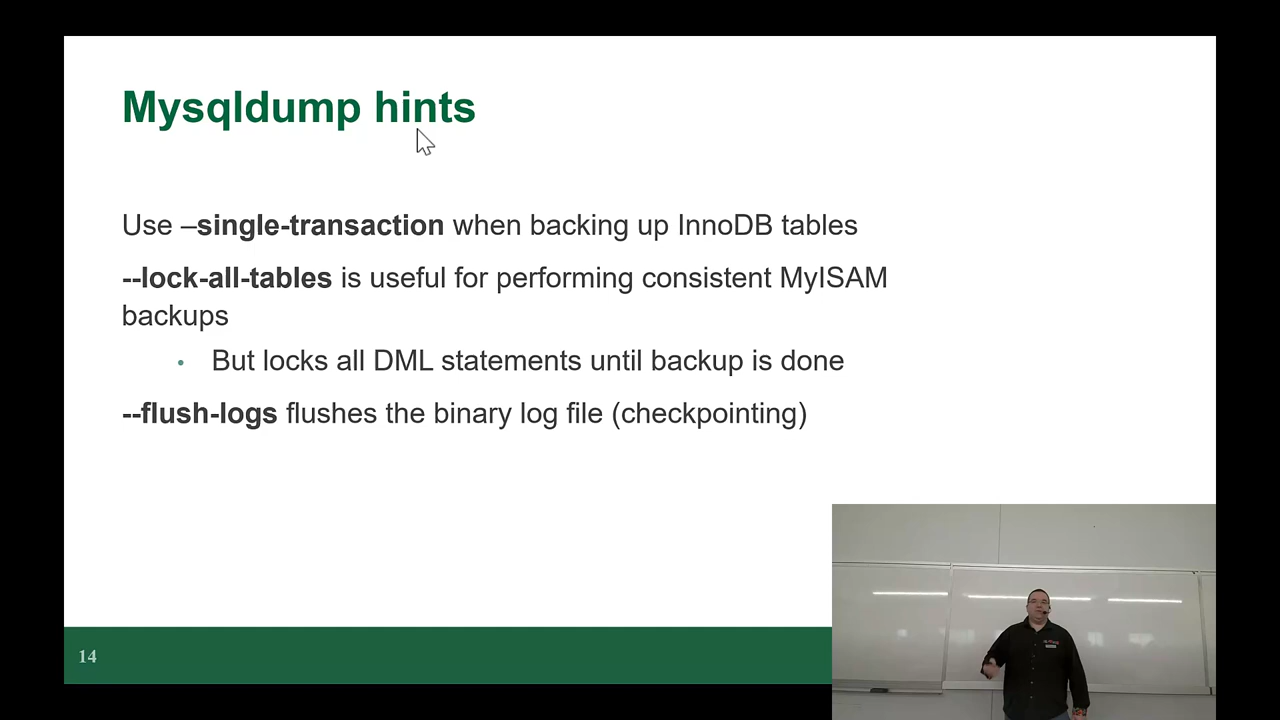 Mysqldump hints
Use –single-transaction when backing up InnoDB tables
--lock-all-tables is useful for performing consistent MyISAM
backups
• But locks all DML statements until backup is done
--flush-logs flushes the binary log file (checkpointing)
14